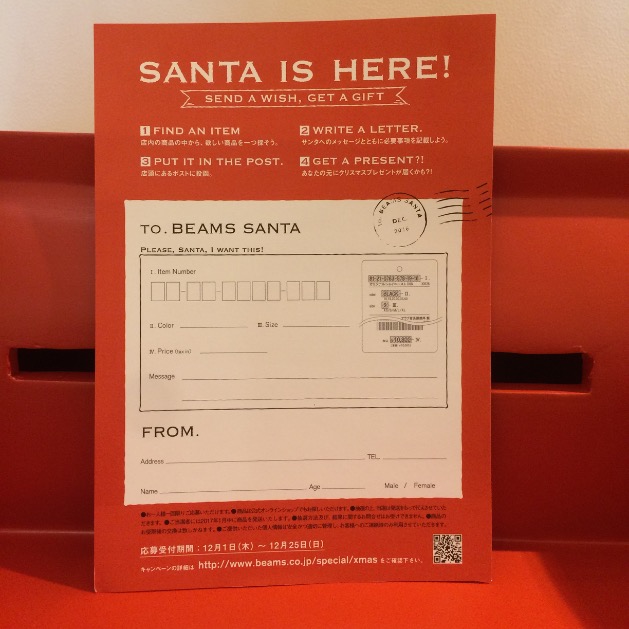 SANTA IS HERE!
SEND A WISH, GET A GIFT
1 FIND AN ITEM
店内の商品の中から、欲しい商品を一つ探そう。
2 WRITE A LETTER.
サンタへのメッセージとともに必要事項を記載しよう。
3 PUT IT IN THE POST.
店頭にあるポストに投函。
4 GET A PRESENT?!
あなたの元にクリスマスプレゼントが届くかも?!
TO. BEAMS SANTA
DEC.
2016
TO. BEAMS SANTA
PLEASE, SANTA, I WANT THIS!
I. Item Number
II. Color
III. Size
IV. Price (tax in)
Message
BLACK
¥10,800
FROM.
Address
TEL.
Name
Age
Male / Female
応募受付期間：12月1日(木) ～ 12月25日(日)
キャンペーンの詳細は http://www.beams.co.jp/special/xmas をご確認下さい。